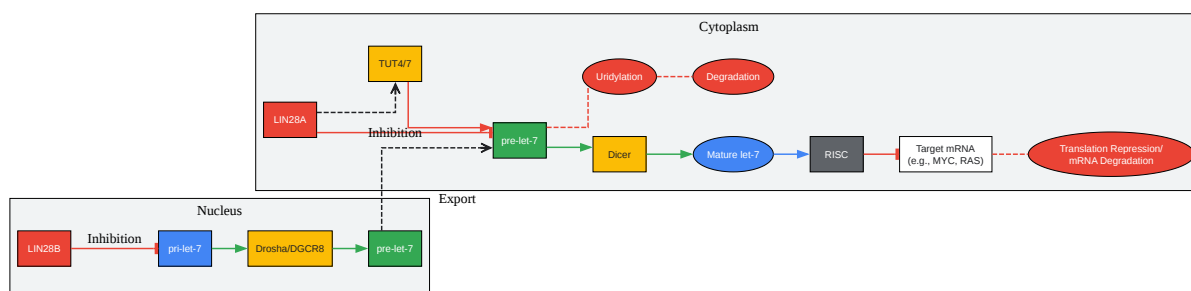 Cytoplasm
TUT4/7
Uridylation
Degradation
LIN28A
Inhibition
pre-let-7
Dicer
Mature let-7
RISC
Target mRNA
(e.g., MYC, RAS)
Translation Repression/
mRNA Degradation
Export
Nucleus
LIN28B
Inhibition
pri-let-7
Drosha/DGCR8
pre-let-7